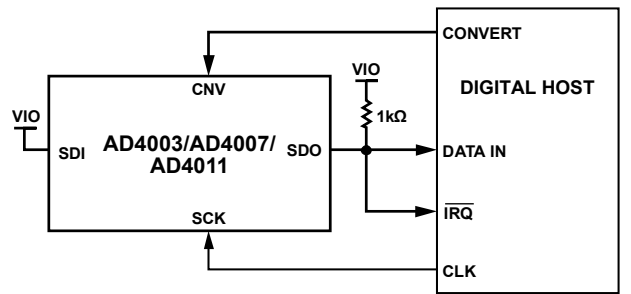 CONVERT
VIO
CNV
DIGITAL HOST
VIO
1kΩ
SDI
AD4003/AD4007/
AD4011
SDO
DATA IN
IRQ
SCK
CLK